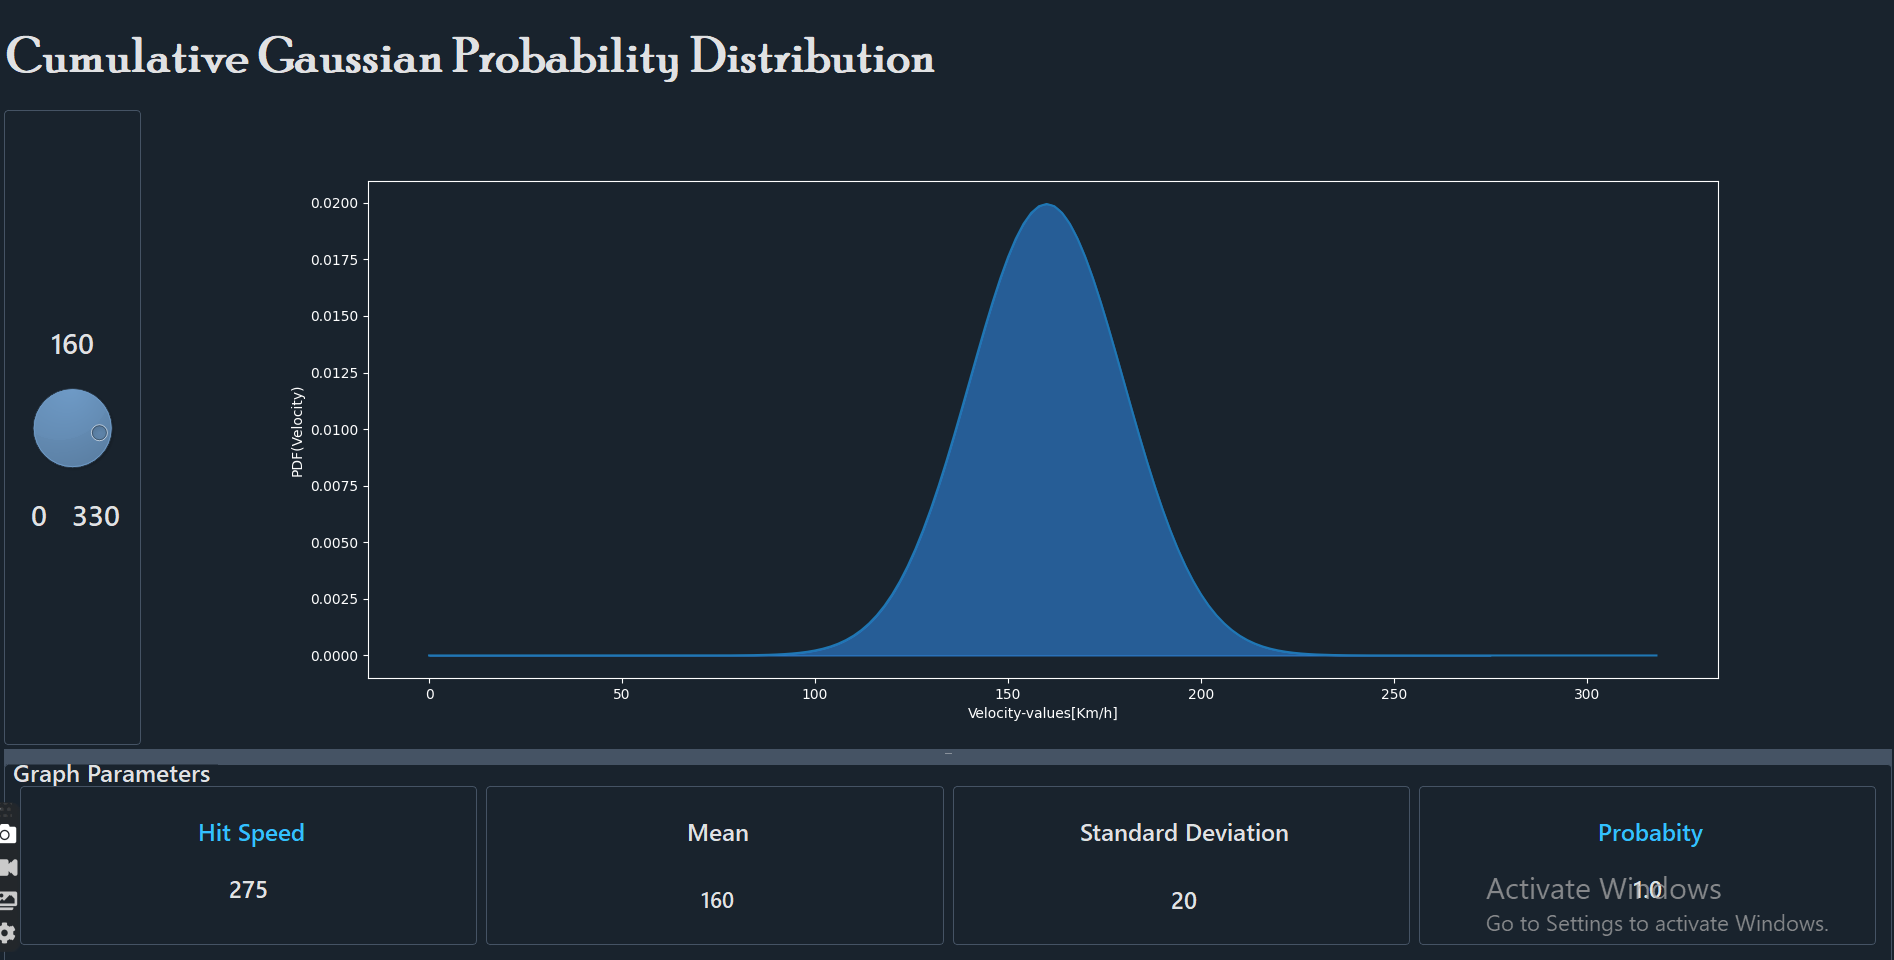 Cumulative Gaussian Probability Distribution
160
0 330
0.0200
0.0175
0.0150
0.0125
0.0100
0.0075
0.0050
0.0025
0.0000
PDF(Velocity)
0 50 100 150 200 250 300
Velocity-values[Km/h]
Graph Parameters
Hit Speed
275
Mean
160
Standard Deviation
20
Probabity
1.0
Activate Windows
Go to Settings to activate Windows.